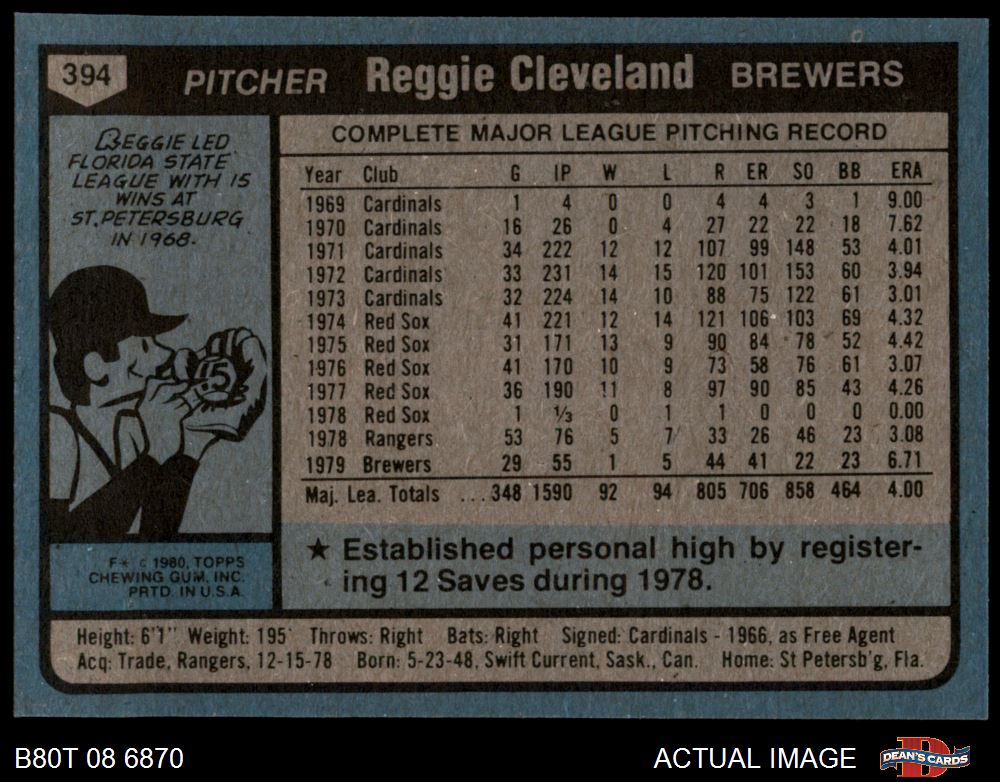 394 PITCHER Reggie Cleveland BREWERS
REGGIE LED
FLORIDA STATE
LEAGUE WITH 15
WINS AT
ST. PETERSBURG
IN 1968.
15
F* © 1980, TOPPS
CHEWING GUM, INC.
PRTD. IN U.S.A.
COMPLETE MAJOR LEAGUE PITCHING RECORD
Year Club G IP W L R ER SO BB ERA
1969 Cardinals 1 4 0 0 4 4 3 1 9.00
1970 Cardinals 16 26 0 4 27 22 22 18 7.62
1971 Cardinals 34 222 12 12 107 99 148 53 4.01
1972 Cardinals 33 231 14 15 120 101 153 60 3.94
1973 Cardinals 32 224 14 10 88 75 122 61 3.01
1974 Red Sox 41 221 12 14 121 106 103 69 4.32
1975 Red Sox 31 171 13 9 90 84 78 52 4.42
1976 Red Sox 41 170 10 9 73 58 76 61 3.07
1977 Red Sox 36 190 11 8 97 90 85 43 4.26
1978 Red Sox 1 ⅓ 0 1 1 0 0 0 0.00
1978 Rangers 53 76 5 7 33 26 46 23 3.08
1979 Brewers 29 55 1 5 44 41 22 23 6.71
Maj. Lea. Totals ...348 1590 92 94 805 706 858 464 4.00
★ Established personal high by register-
ing 12 Saves during 1978.
Height: 6'1" Weight: 195 Throws: Right Bats: Right Signed: Cardinals - 1966, as Free Agent
Acq: Trade, Rangers, 12-15-78 Born: 5-23-48, Swift Current, Sask., Can. Home: St Petersb'g, Fla.
B80T 08 6870 ACTUAL IMAGE DEAN'S CARDS